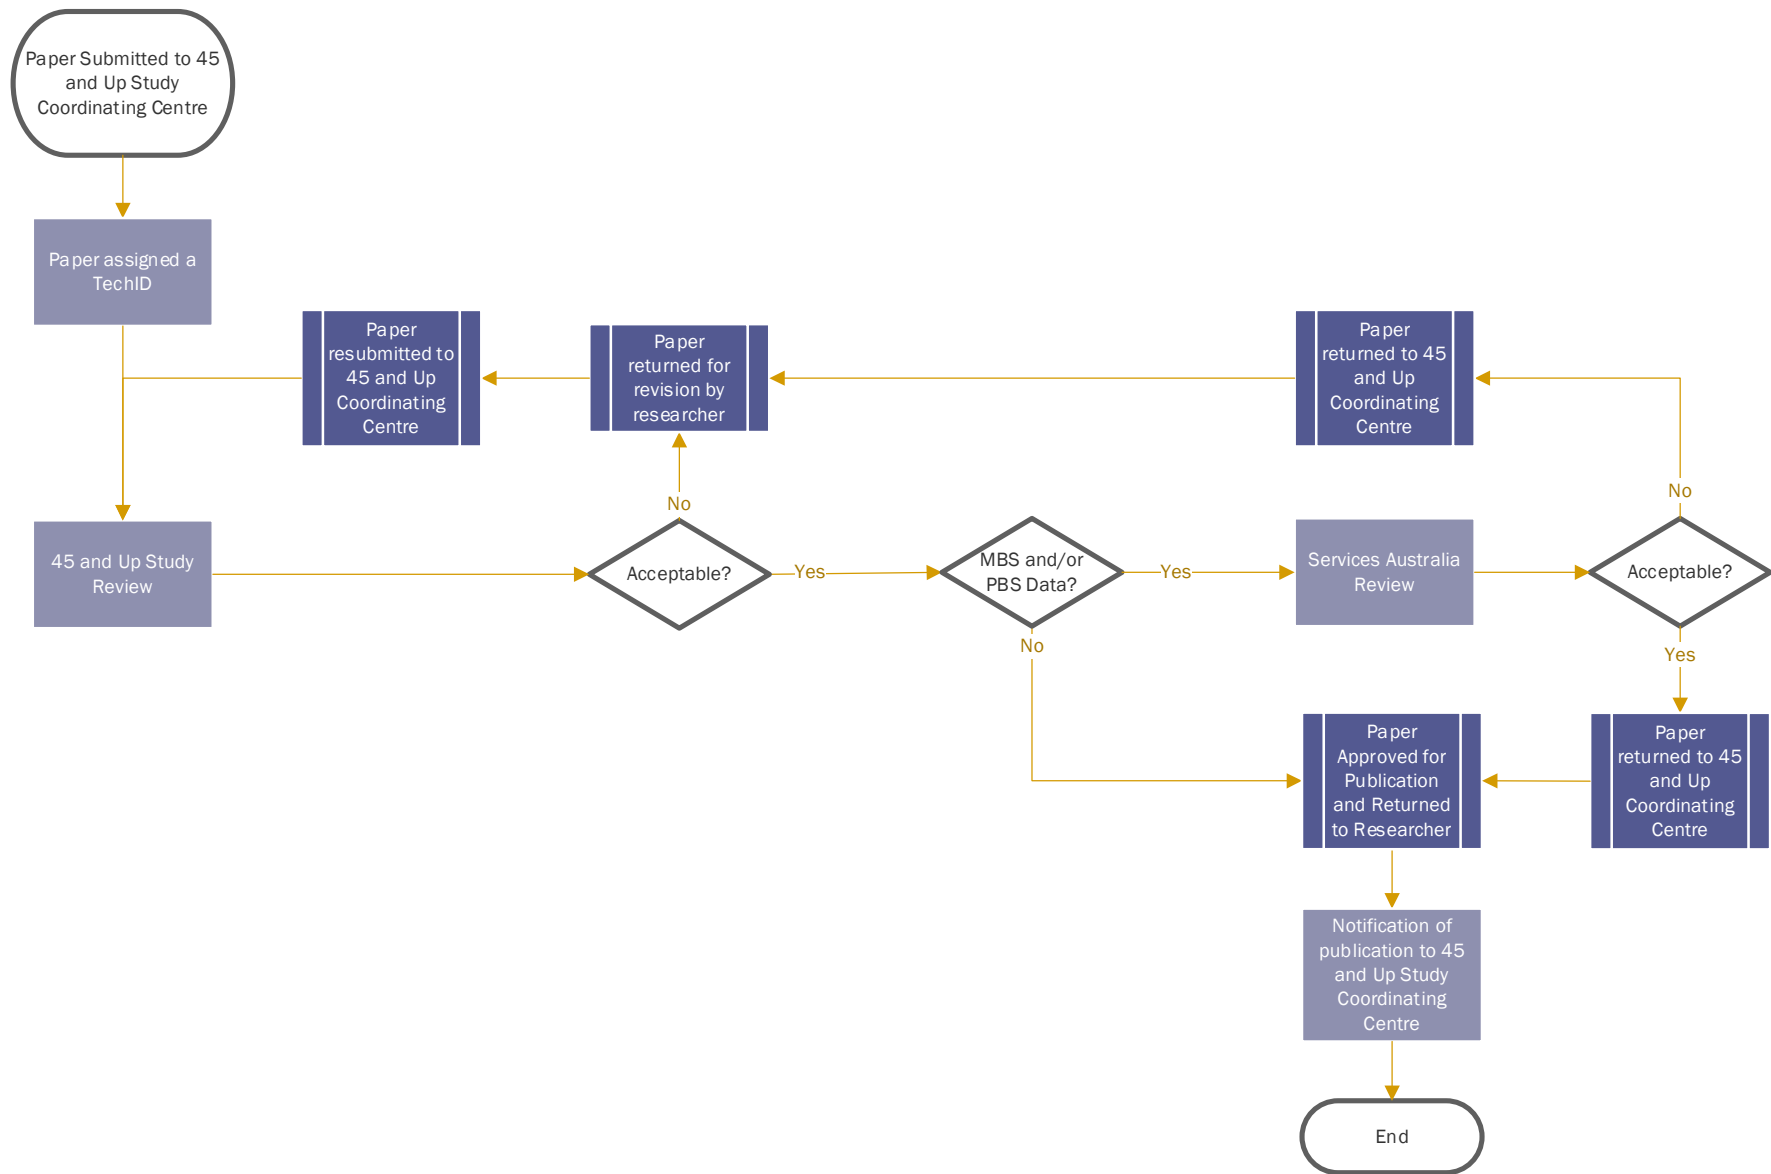 Paper Submitted to 45
and Up Study
Coordinating Centre
Paper assigned a
TechID
Paper
resubmitted to
45 and Up
Coordinating
Centre
Paper
returned for
revision by
researcher
Paper
returned to 45
and Up
Coordinating
Centre
No
No
45 and Up Study
Review
Acceptable?
Yes
MBS and/or
PBS Data?
Yes
Services Australia
Review
Acceptable?
No
Yes
Paper
Approved for
Publication
and Returned
to Researcher
Paper
returned to 45
and Up
Coordinating
Centre
Notification of
publication to 45
and Up Study
Coordinating
Centre
End